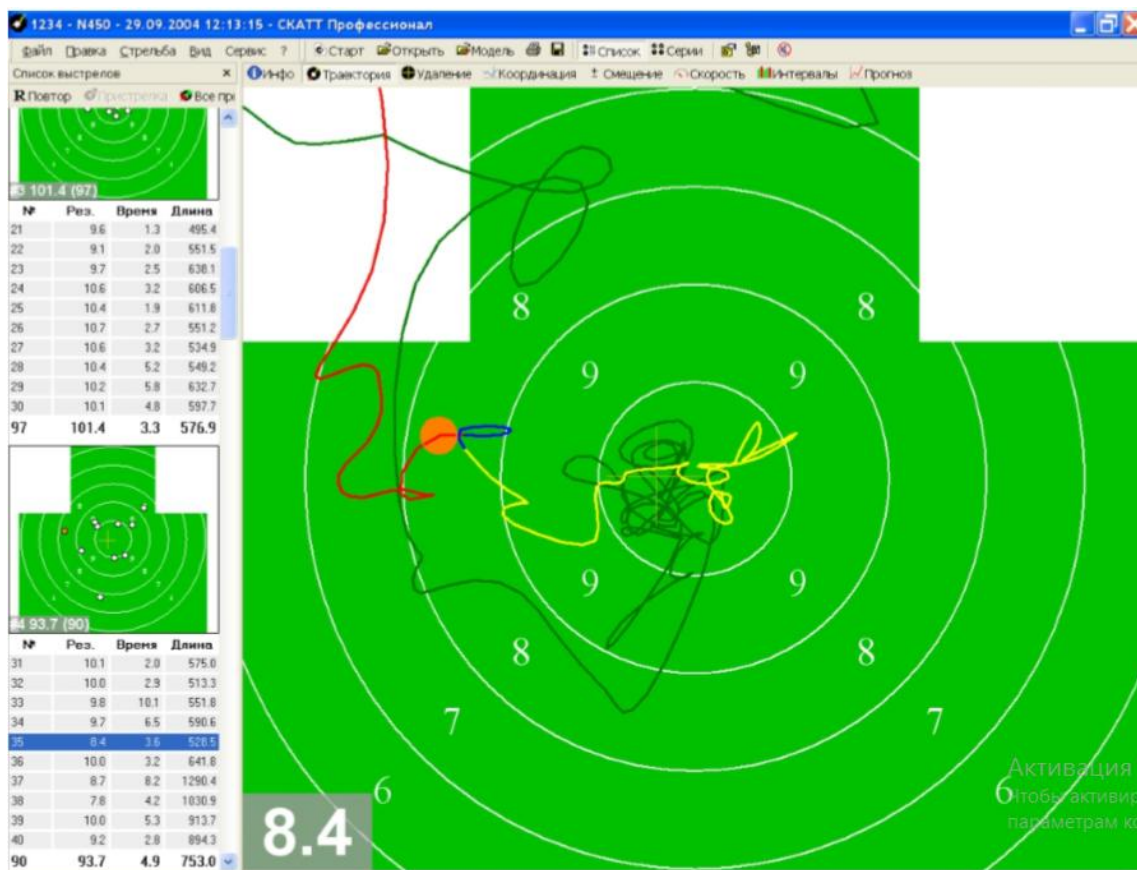 1234 - N450 - 29.09.2004 12:13:15 - СКАТТ Профессионал
Файл Правка Стрельба Вид Сервис ? Старт Открыть Модель Список Серии
Список выстрелов ×
Инфо Траектория Удаление Координация Смещение Скорость Интервалы Прогноз
R Повтор Пристрелка Все при
#3 101.4 (97)
№ Рез. Время Длина
21 9.6 1.3 495.4
22 9.1 2.0 551.5
23 9.7 2.5 638.1
24 10.6 3.2 606.5
25 10.4 1.9 611.8
26 10.7 2.7 551.2
27 10.6 3.2 534.9
28 10.4 5.2 549.2
29 10.2 5.8 632.7
30 10.1 4.8 597.7
97 101.4 3.3 576.9
#4 93.7 (90)
№ Рез. Время Длина
31 10.1 2.0 575.0
32 10.0 2.9 513.3
33 9.8 10.1 551.8
34 9.7 6.5 590.6
35 8.4 3.6 528.5
36 10.0 3.2 641.8
37 8.7 8.2 1290.4
38 7.8 4.2 1030.9
39 10.0 5.3 913.7
40 9.2 2.8 894.3
90 93.7 4.9 753.0
8 8
9 9
9 9
8 8
7 7
6 6
8.4
Активация
Чтобы активир
параметрам ко